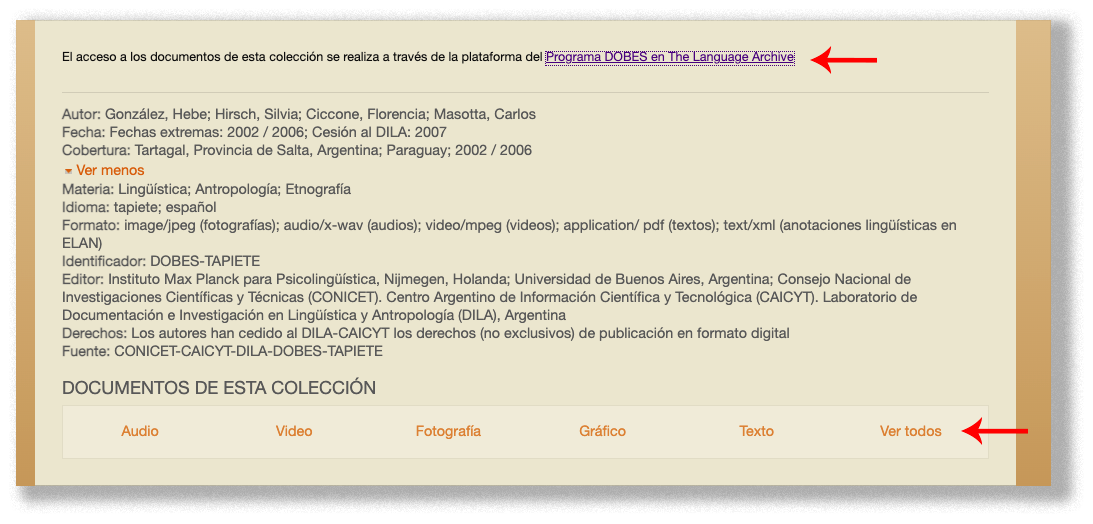 El acceso a los documentos de esta colección se realiza a través de la plataforma del Programa DOBES en The Language Archive
Autor: González, Hebe; Hirsch, Silvia; Ciccone, Florencia; Masotta, Carlos
Fecha: Fechas extremas: 2002 / 2006; Cesión al DILA: 2007
Cobertura: Tartagal, Provincia de Salta, Argentina; Paraguay; 2002 / 2006
Ver menos
Materia: Lingüística; Antropología; Etnografía
Idioma: tapiete; español
Formato: image/jpeg (fotografías); audio/x-wav (audios); video/mpeg (videos); application/ pdf (textos); text/xml (anotaciones lingüísticas en
ELAN)
Identificador: DOBES-TAPIETE
Editor: Instituto Max Planck para Psicolingüística, Nijmegen, Holanda; Universidad de Buenos Aires, Argentina; Consejo Nacional de
Investigaciones Científicas y Técnicas (CONICET). Centro Argentino de Información Científica y Tecnológica (CAICYT). Laboratorio de
Documentación e Investigación en Lingüística y Antropología (DILA), Argentina
Derechos: Los autores han cedido al DILA-CAICYT los derechos (no exclusivos) de publicación en formato digital
Fuente: CONICET-CAICYT-DILA-DOBES-TAPIETE
DOCUMENTOS DE ESTA COLECCIÓN
Audio Video Fotografía Gráfico Texto Ver todos